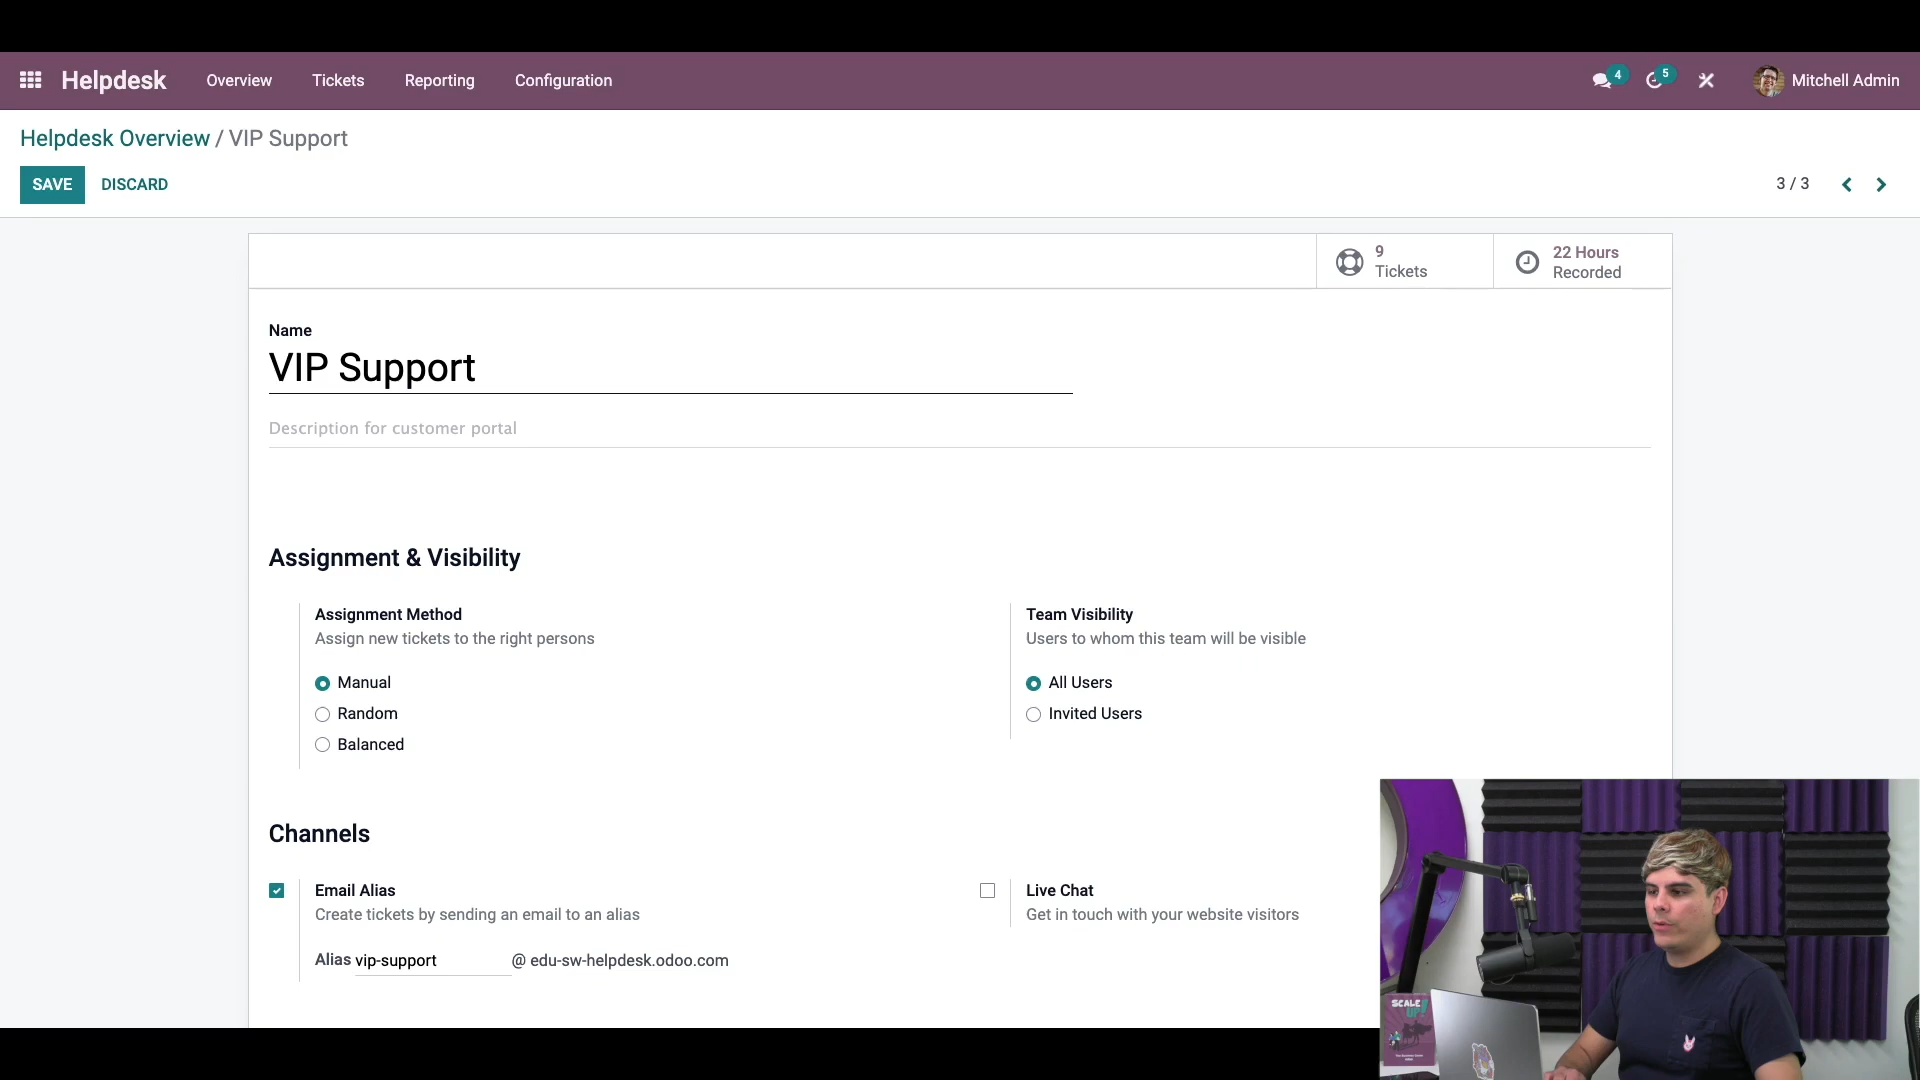 Helpdesk Overview Tickets Reporting Configuration 4 5 Mitchell Admin
Helpdesk Overview / VIP Support
SAVE DISCARD 3 / 3
9
Tickets
22 Hours
Recorded
Name
VIP Support
Description for customer portal
Assignment & Visibility
Assignment Method
Assign new tickets to the right persons
Manual
Random
Balanced
Team Visibility
Users to whom this team will be visible
All Users
Invited Users
Channels
Email Alias
Create tickets by sending an email to an alias
Alias vip-support @ edu-sw-helpdesk.odoo.com
Live Chat
Get in touch with your website visitors
SCALE
UP!